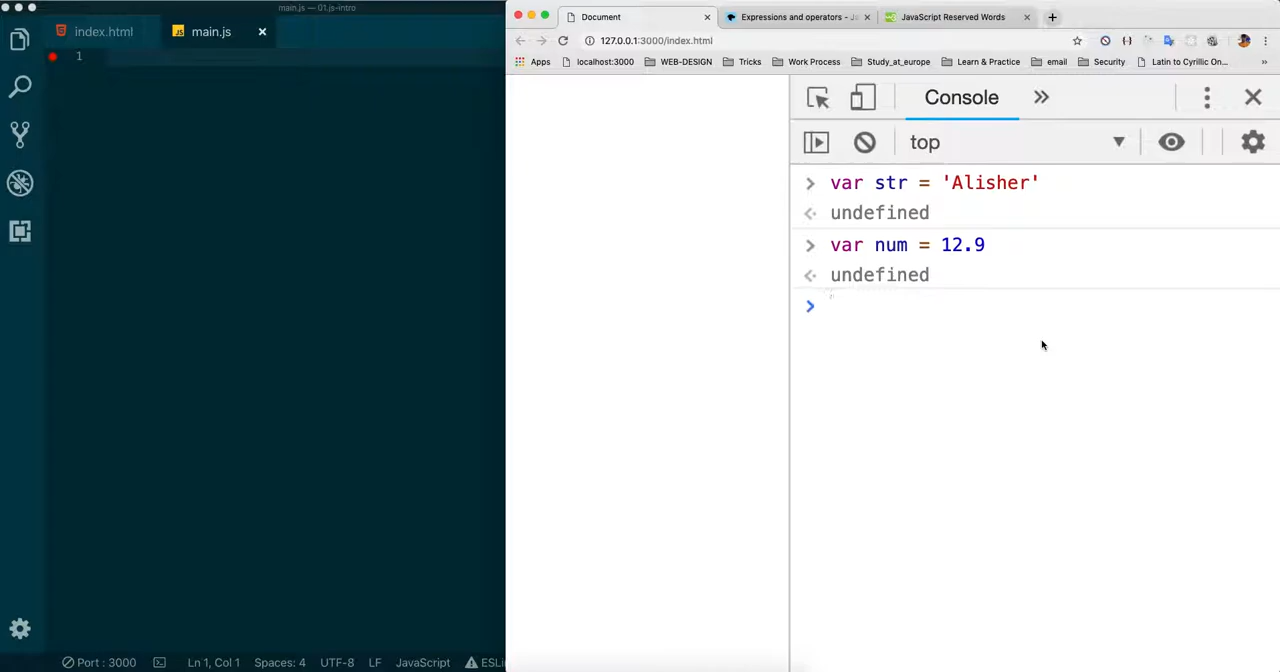 main.js — 01.js-intro
index.html
main.js
1
Port : 3000
Ln 1, Col 1
Spaces: 4
UTF-8
LF
JavaScript
Document
Expressions and operators - 
JavaScript Reserved Words
127.0.0.1:3000/index.html
Apps
localhost:3000
WEB-DESIGN
Tricks
Work Process
Study_at_europe
Learn & Practice
email
Security
Latin to Cyrillic On...
Console
top
var str = 'Alisher'
undefined
var num = 12.9
undefined